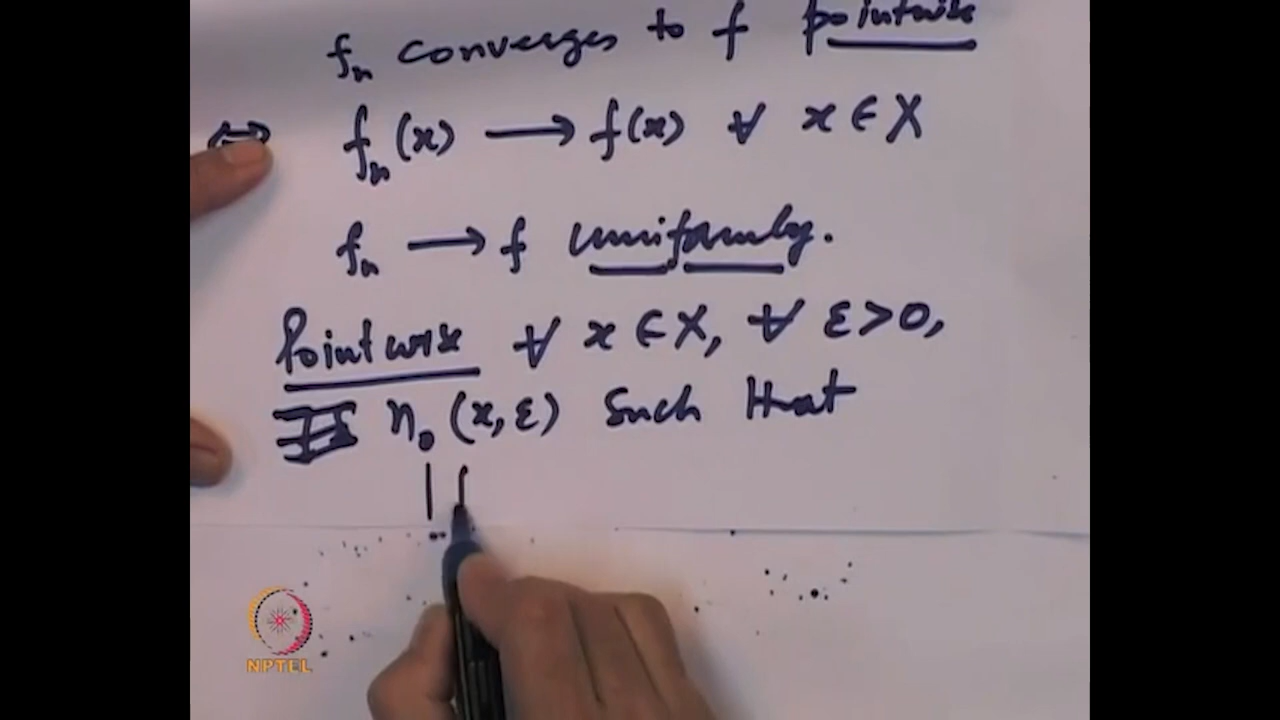 fₙ converges to f pointwise
⇔ fₙ(x) → f(x) ∀ x ∈ X
fₙ → f uniformly.
Pointwise ∀ x ∈ X, ∀ ε > 0,
∃ n₀ (x, ε) such that
|f
NPTEL